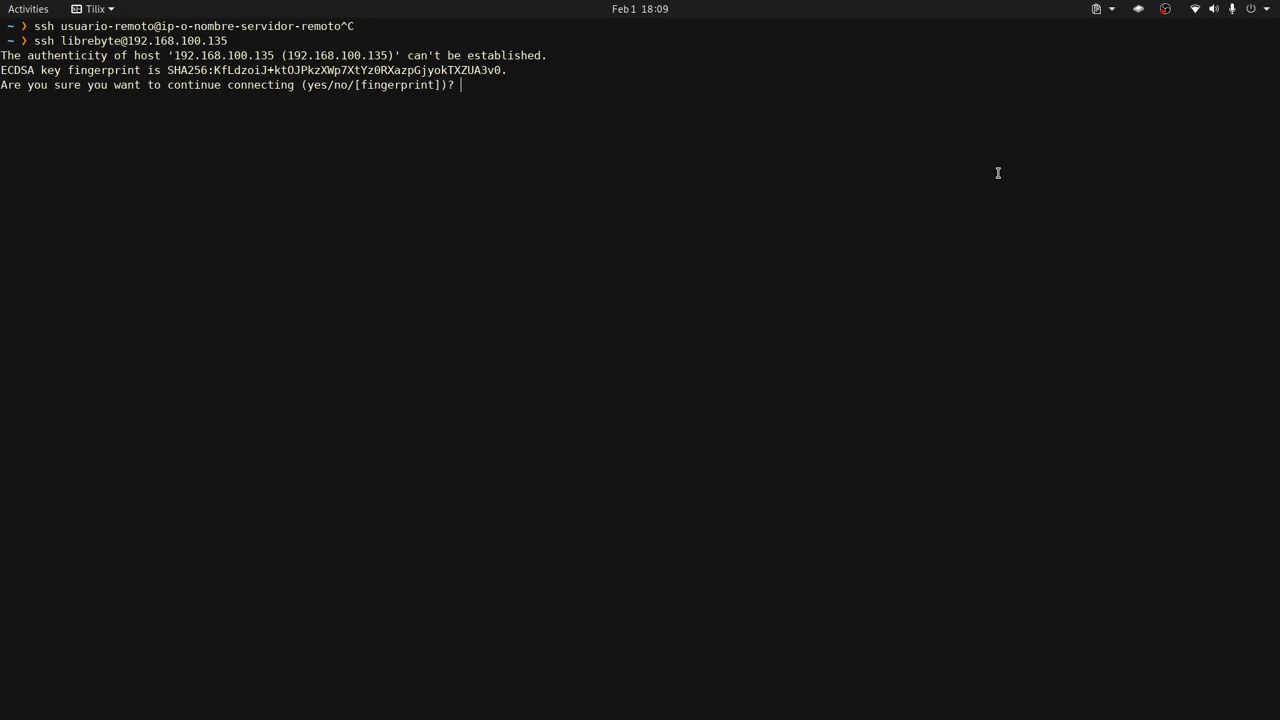 Activities Tilix Feb 1 18:09
~ ❯ ssh usuario-remoto@ip-o-nombre-servidor-remoto^C
~ ❯ ssh librebyte@192.168.100.135
The authenticity of host '192.168.100.135 (192.168.100.135)' can't be established.
ECDSA key fingerprint is SHA256:KfLdzoiJ+ktOJPkzXWp7XtYz0RXazpGjyokTXZUA3v0.
Are you sure you want to continue connecting (yes/no/[fingerprint])?